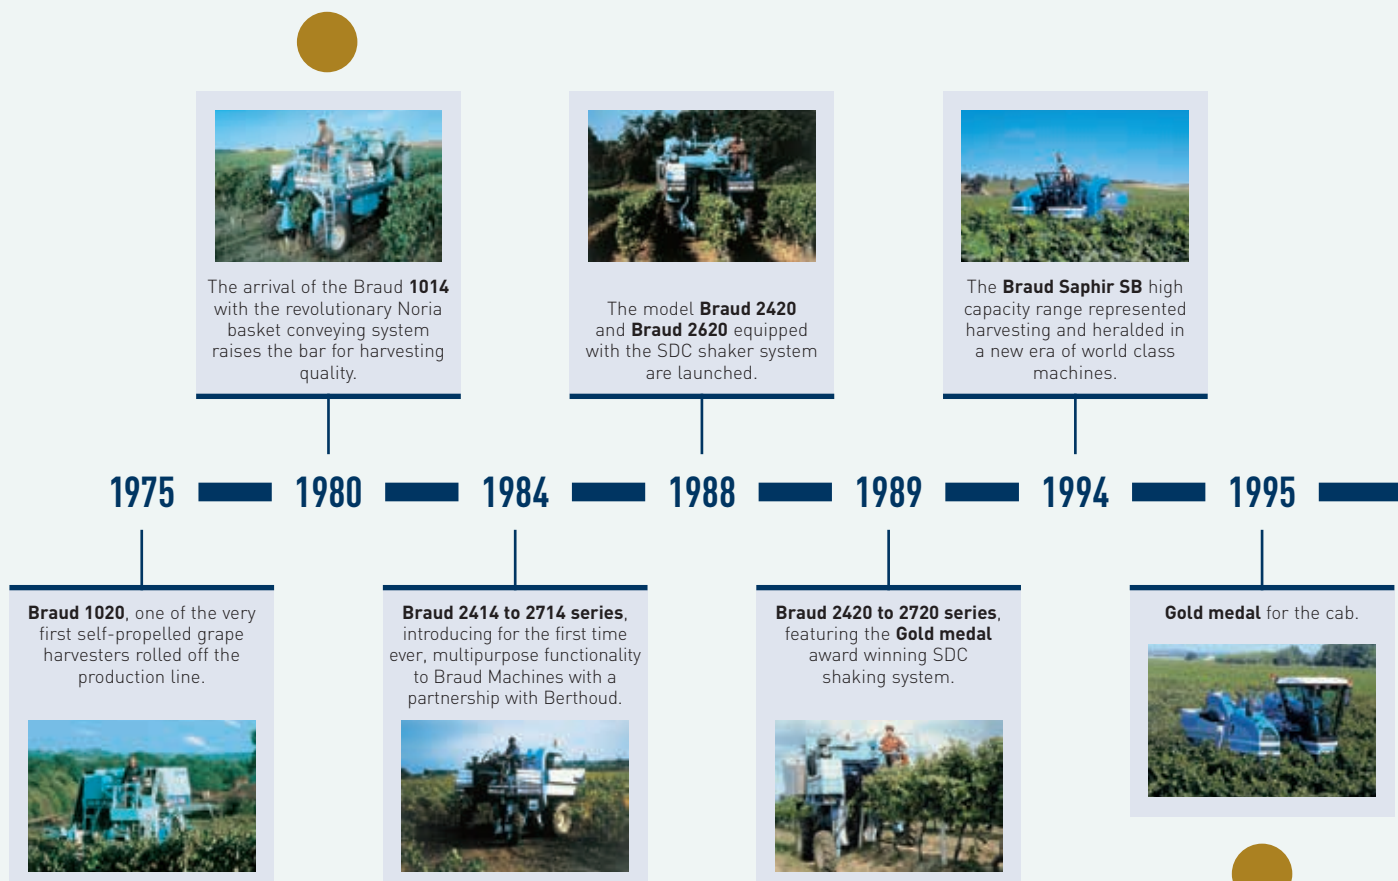 The arrival of the Braud 1014
with the revolutionary Noria
basket conveying system
raises the bar for harvesting
quality.
The model Braud 2420
and Braud 2620 equipped
with the SDC shaker system
are launched.
The Braud Saphir SB high
capacity range represented
harvesting and heralded in
a new era of world class
machines.
1975
1980
1984
1988
1989
1994
1995
Braud 1020, one of the very
first self-propelled grape
harvesters rolled off the
production line.
Braud 2414 to 2714 series,
introducing for the first time
ever, multipurpose functionality
to Braud Machines with a
partnership with Berthoud.
Braud 2420 to 2720 series,
featuring the Gold medal
award winning SDC
shaking system.
Gold medal for the cab.